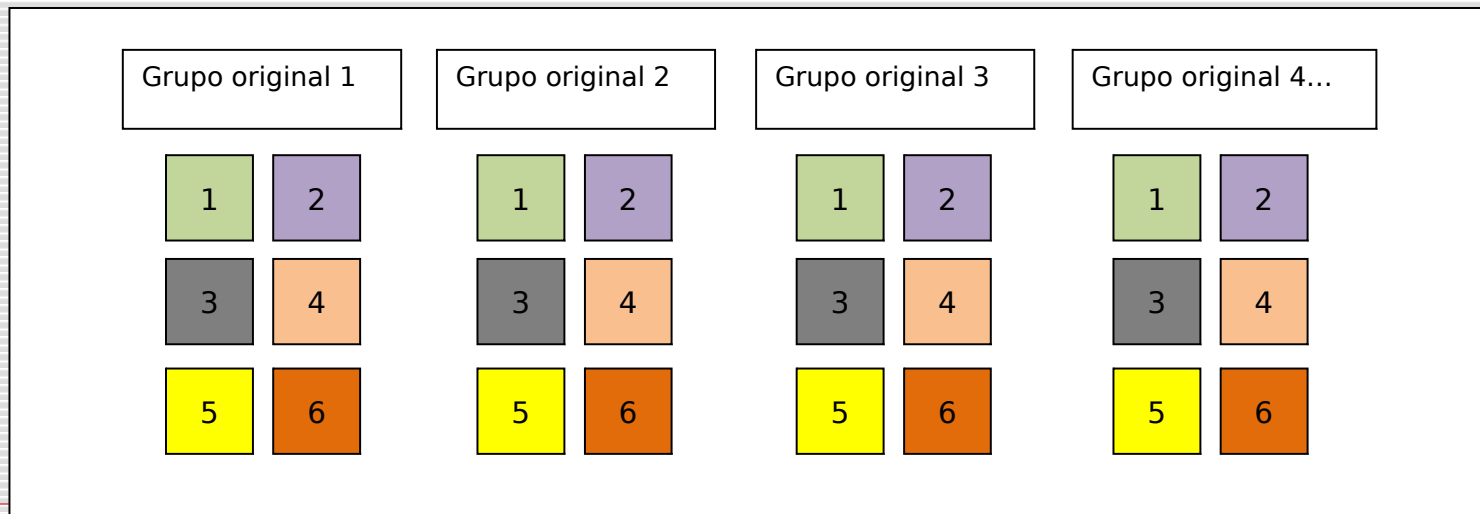 Grupo original 1
Grupo original 2
Grupo original 3
Grupo original 4...
1 2 1 2 1 2 1 2
3 4 3 4 3 4 3 4
5 6 5 6 5 6 5 6